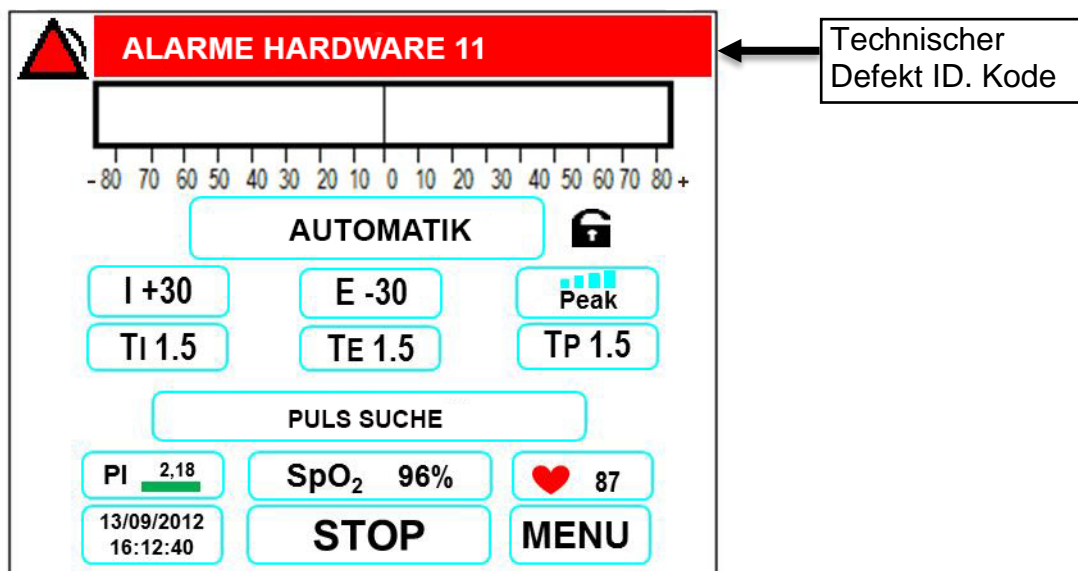 ALARME HARDWARE 11
Technischer
Defekt ID. Kode
- 80 70 60 50 40 30 20 10 0 10 20 30 40 50 60 70 80 +
AUTOMATIK
I +30 E -30 Peak
TI 1.5 TE 1.5 TP 1.5
PULS SUCHE
PI 2,18 SpO₂ 96% 87
13/09/2012
16:12:40
STOP MENU